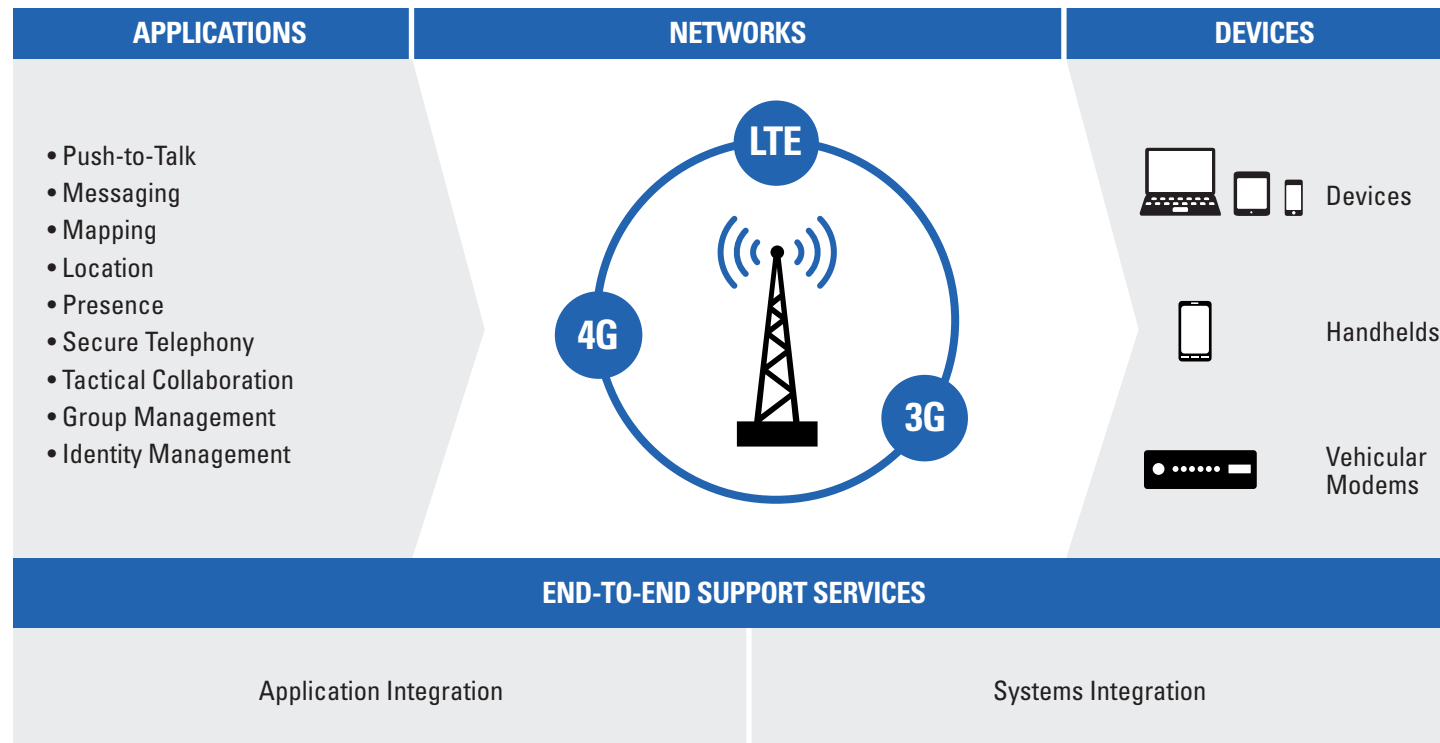 APPLICATIONS
NETWORKS
DEVICES
• Push-to-Talk
• Messaging
• Mapping
• Location
• Presence
• Secure Telephony
• Tactical Collaboration
• Group Management
• Identity Management
LTE
4G
3G
Devices
Handhelds
Vehicular
Modems
END-TO-END SUPPORT SERVICES
Application Integration
Systems Integration